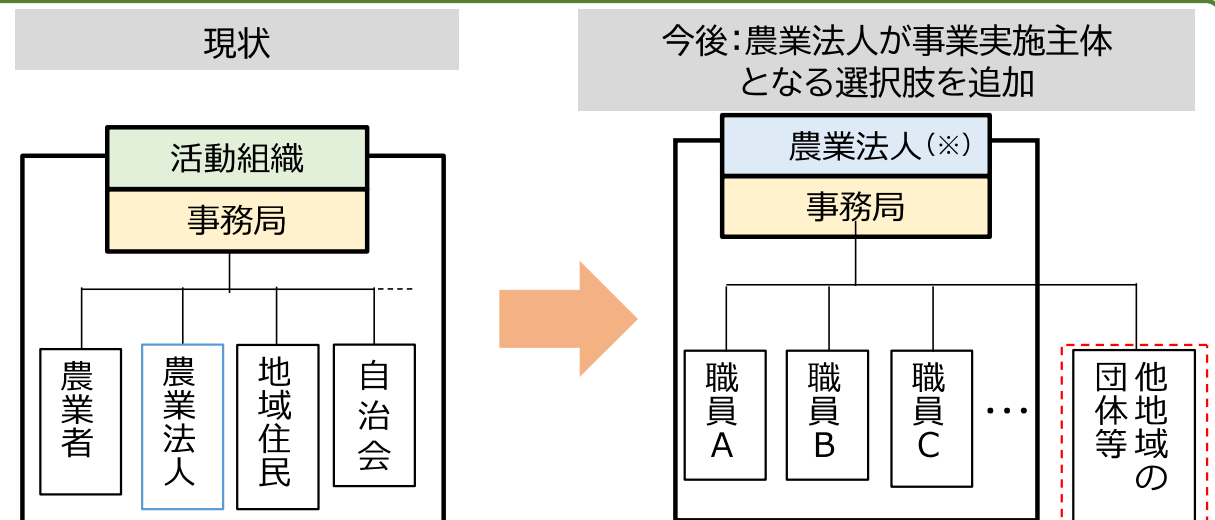 現状
活動組織
事務局
農業者
農業法人
地域住民
自治会
今後：農業法人が事業実施主体
となる選択肢を追加
農業法人（※）
事務局
職員A
職員B
職員C
･･･
他地域の
団体等